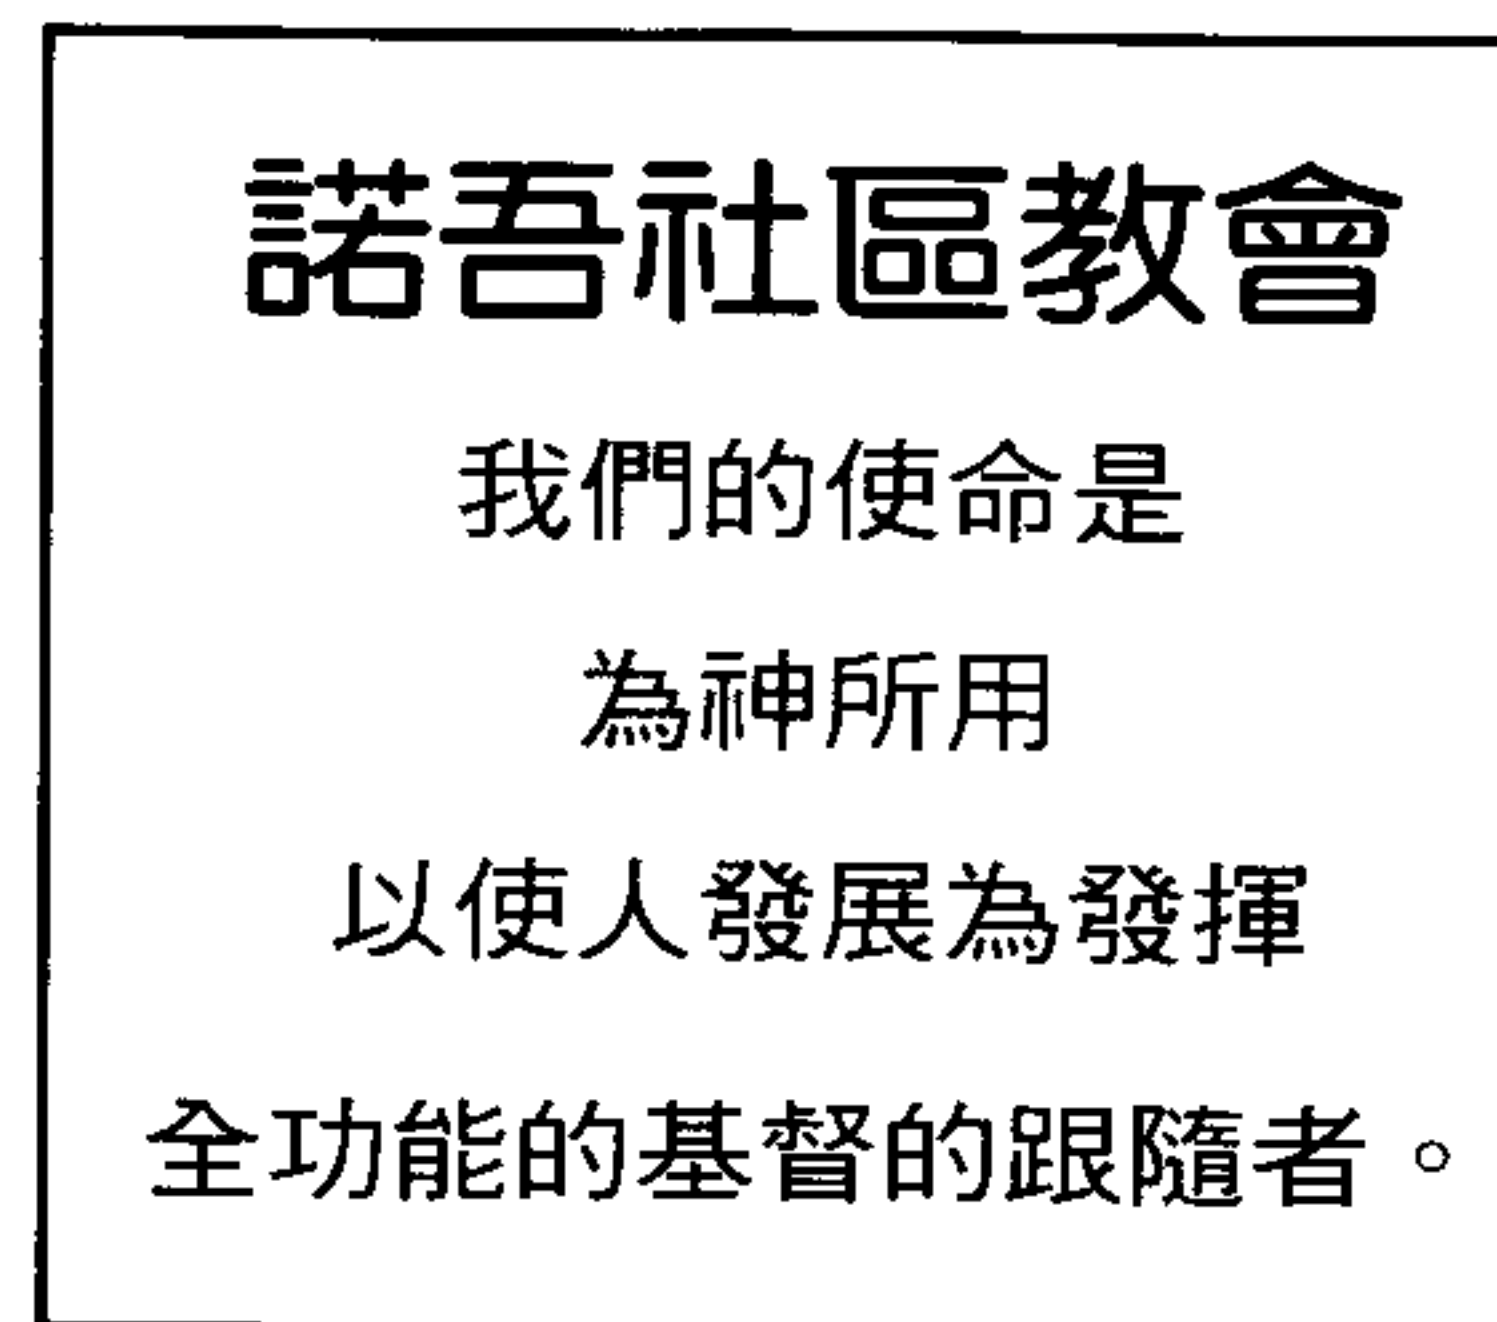 諾吾社區教會
我們的使命是
為神所用
以使人發展為發揮
全功能的基督的跟隨者。